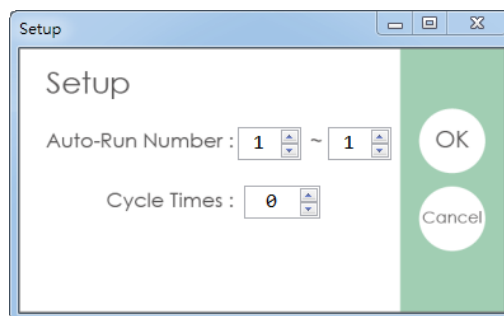 Setup
Setup
Auto-Run Number : 1 ~ 1
OK
Cycle Times : 0
Cancel